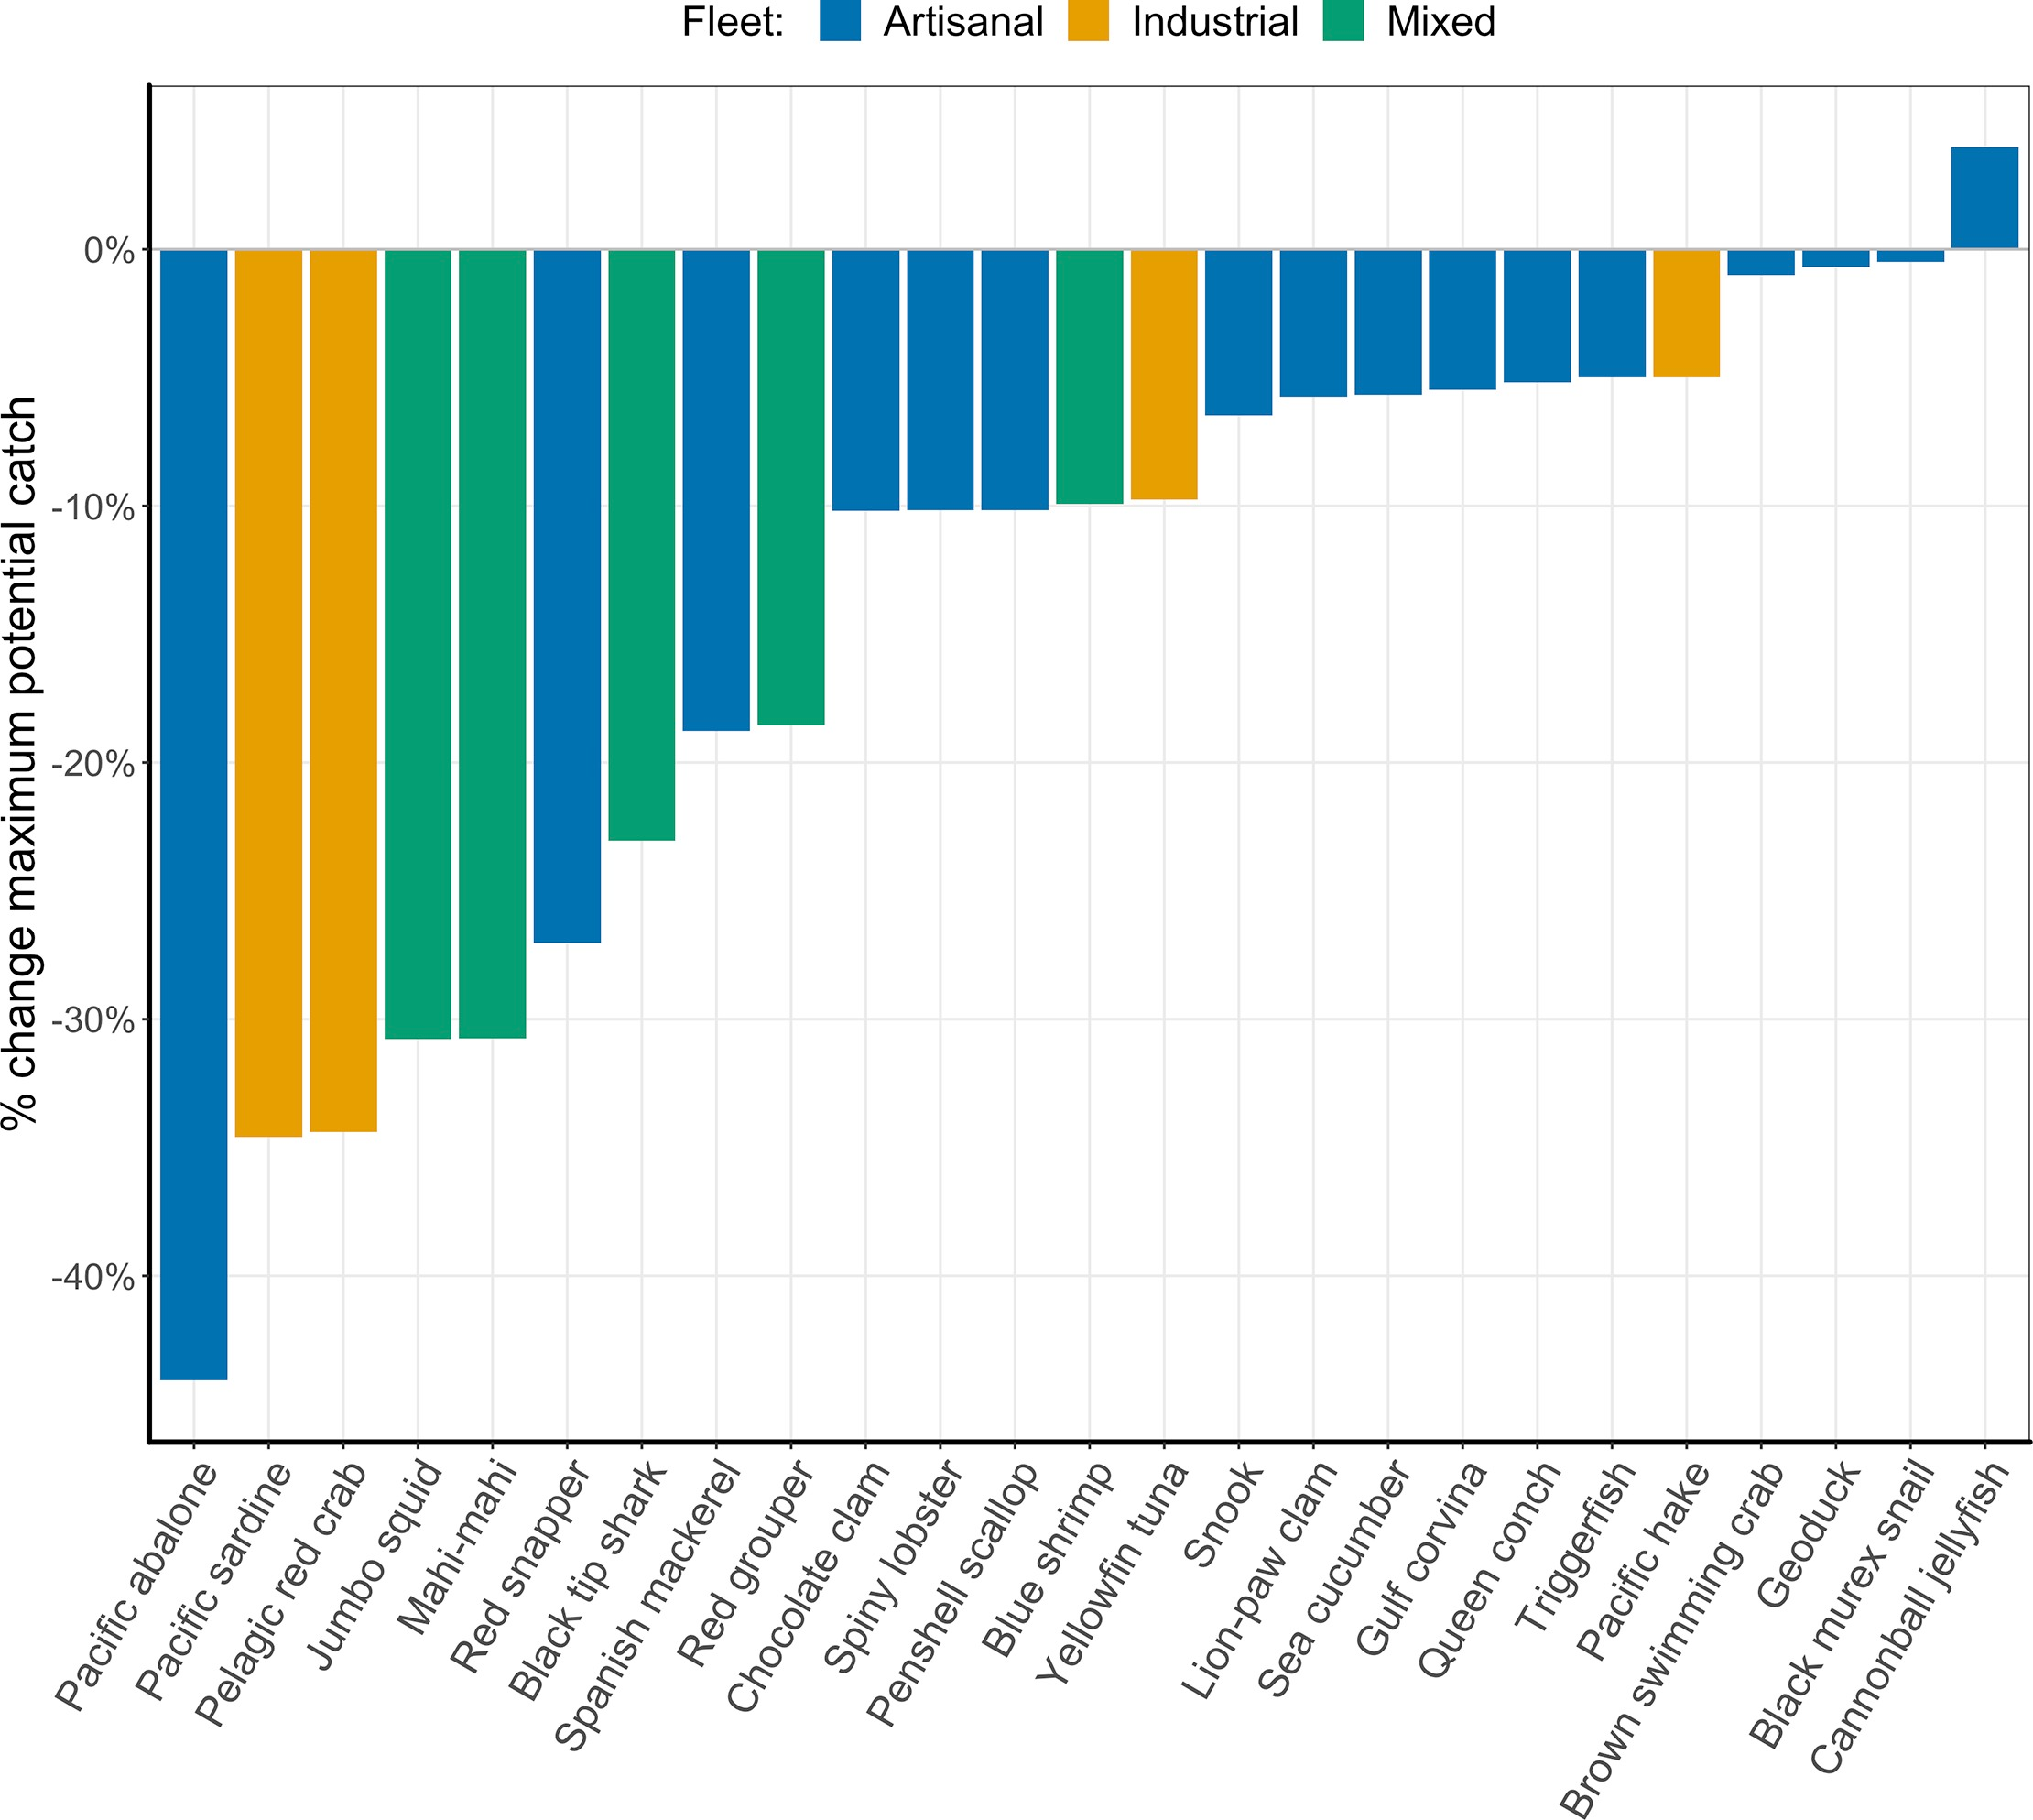 Fleet: Artisanal Industrial Mixed
% change maximum potential catch
0%
-10%
-20%
-30%
-40%
Pacific abalone
Pacific sardine
Pelagic red crab
Jumbo squid
Mahi-mahi
Red snapper
Black tip shark
Spanish mackerel
Red grouper
Chocolate clam
Spiny lobster
Penshell scallop
Blue shrimp
Yellowfin tuna
Snook
Lion-paw clam
Sea cucumber
Gulf corvina
Queen conch
Triggerfish
Pacific hake
Brown swimming crab
Geoduck
Black murex snail
Cannonball jellyfish